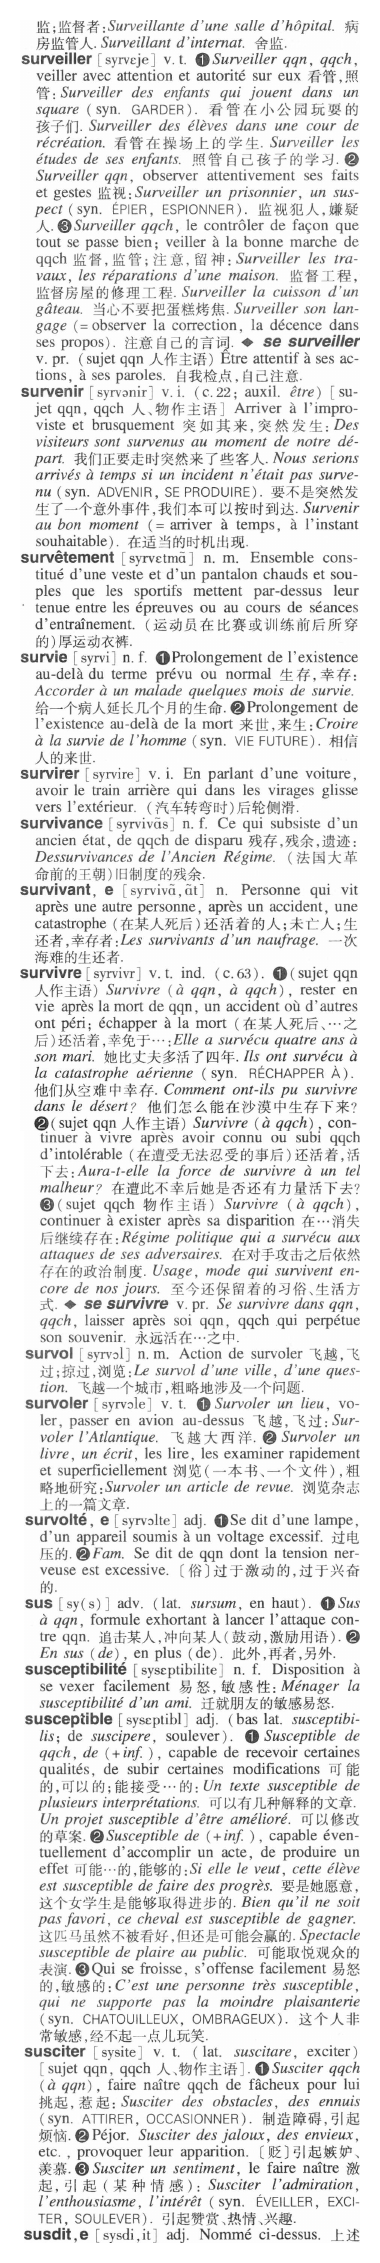 监;监督者:Surveillante d'une salle d'hôpital. 病
房监管人. Surveillant d'internat. 舍监.
surveiller [syrvɛje] v. t. ❶Surveiller qqn, qqch,
veiller avec attention et autorité sur eux 看管,照
管: Surveiller des enfants qui jouent dans un
square (syn. GARDER). 看管在小公园玩耍的
孩子们. Surveiller des élèves dans une cour de
récréation. 看管在操场上的学生. Surveiller les
études de ses enfants. 照管自己孩子的学习. ❷
Surveiller qqn, observer attentivement ses faits
et gestes 监视:Surveiller un prisonnier, un sus-
pect (syn. ÉPIER, ESPIONNER). 监视犯人,嫌疑
人. ❸Surveiller qqch, le contrôler de façon que
tout se passe bien; veiller à la bonne marche de
qqch 监督,监管;注意,留神:Surveiller les tra-
vaux, les réparations d'une maison. 监督工程,
监督房屋的修理工程. Surveiller la cuisson d'un
gâteau. 当心不要把蛋糕烤焦. Surveiller son lan-
gage (= observer la correction, la décence dans
ses propos). 注意自己的言词. ◆ se surveiller
v. pr. (sujet qqn 人作主语) Être attentif à ses ac-
tions, à ses paroles. 自我检点,自己注意.
survenir [syrvənir] v. i. (c. 22; auxil. être) [su-
jet qqn, qqch 人、物作主语] Arriver à l'impro-
viste et brusquement 突如其来,突然发生:Des
visiteurs sont survenus au moment de notre dé-
part. 我们正要走时突然来了些客人. Nous serions
arrivés à temps si un incident n'était pas surve-
nu (syn. ADVENIR, SE PRODUIRE). 要不是突然发
生了一个意外事件,我们本可以按时到达. Survenir
au bon moment (= arriver à temps, à l'instant
souhaitable). 在适当的时机出现.
survêtement [syrvɛtmɑ̃] n. m. Ensemble cons-
titué d'une veste et d'un pantalon chauds et sou-
ples que les sportifs mettent par-dessus leur
tenue entre les épreuves ou au cours de séances
d'entraînement. (运动员在比赛或训练前后所穿
的)厚运动衣裤.
survie [syrvi] n. f. ❶Prolongement de l'existence
au-delà du terme prévu ou normal 生存,幸存:
Accorder à un malade quelques mois de survie.
给一个病人延长几个月的生命. ❷Prolongement de
l'existence au-delà de la mort 来世,来生:Croire
à la survie de l'homme (syn. VIE FUTURE). 相信
人的来世.
survirer [syrvire] v. i. En parlant d'une voiture,
avoir le train arrière qui dans les virages glisse
vers l'extérieur. (汽车转弯时)后轮侧滑.
survivance [syrvivɑ̃s] n. f. Ce qui subsiste d'un
ancien état, de qqch de disparu 残存,残余,遗迹:
Dessurvivances de l'Ancien Régime. (法国大革
命前的王朝)旧制度的残余.
survivant, e [syrvivɑ̃, ɑ̃t] n. Personne qui vit
après une autre personne, après un accident, une
catastrophe (在某人死后)还活着的人;未亡人;生
还者,幸存者:Les survivants d'un naufrage. 一次
海难的生还者.
survivre [syrvivr] v. t. ind. (c. 63). ❶(sujet qqn
人作主语) Survivre (à qqn, à qqch), rester en
vie après la mort de qqn, un accident où d'autres
ont péri; échapper à la mort (在某人死后、…之
后)还活着,幸免于…:Elle a survécu quatre ans à
son mari. 她比丈夫多活了四年. Ils ont survécu à
la catastrophe aérienne (syn. RÉCHAPPER À).
他们从空难中幸存. Comment ont-ils pu survivre
dans le désert? 他们怎么能在沙漠中生存下来?
❷(sujet qqn 人作主语) Survivre (à qqch), con-
tinuer à vivre après avoir connu ou subi qqch
d'intolérable (在遭受无法忍受的事后)还活着,活
下去:Aura-t-elle la force de survivre à un tel
malheur? 在遭此不幸后她是否还有力量活下去?
❸(sujet qqch 物作主语) Survivre (à qqch),
continuer à exister après sa disparition 在…消失
后继续存在:Régime politique qui a survécu aux
attaques de ses adversaires. 在对手攻击之后依然
存在的政治制度. Usage, mode qui survivent en-
core de nos jours. 至今还保留着的习俗、生活方
式. ◆ se survivre v. pr. Se survivre dans qqn,
qqch, laisser après soi qqn, qqch qui perpétue
son souvenir. 永远活在…之中.
survol [syrvɔl] n. m. Action de survoler 飞越,飞
过;掠过,浏览:Le survol d'une ville, d'une ques-
tion. 飞越一个城市,粗略地涉及一个问题.
survoler [syrvɔle] v. t. ❶ Survoler un lieu, vo-
ler, passer en avion au-dessus 飞越,飞过:Sur-
voler l'Atlantique. 飞越大西洋. ❷ Survoler un
livre, un écrit, les lire, les examiner rapidement
et superficiellement 浏览(一本书、一个文件),粗
略地研究:Survoler un article de revue. 浏览杂志
上的一篇文章.
survolté, e [syrvɔlte] adj. ❶Se dit d'une lampe,
d'un appareil soumis à un voltage excessif. 过电
压的. ❷Fam. Se dit de qqn dont la tension ner-
veuse est excessive. 〔俗〕过于激动的,过于兴奋
的.
sus [sy(s)] adv. (lat. sursum, en haut). ❶Sus
à qqn, formule exhortant à lancer l'attaque con-
tre qqn. 追击某人,冲向某人(鼓动,激励用语). ❷
En sus (de), en plus (de). 此外,再者,另外.
susceptibilité [sysɛptibilite] n. f. Disposition à
se vexer facilement 易怒,敏感性:Ménager la
susceptibilité d'un ami. 迁就朋友的敏感易怒.
susceptible [sysɛptibl] adj. (bas lat. susceptibi-
lis; de suscipere, soulever). ❶ Susceptible de
qqch, de (+inf. ), capable de recevoir certaines
qualités, de subir certaines modifications 可能
的,可以的;能接受…的:Un texte susceptible de
plusieurs interprétations. 可以有几种解释的文章.
Un projet susceptible d'être amélioré. 可以修改
的草案. ❷Susceptible de (+inf. ), capable éven-
tuellement d'accomplir un acte, de produire un
effet 可能…的,能够的:Si elle le veut, cette élève
est susceptible de faire des progrès. 要是她愿意,
这个女学生是能够取得进步的. Bien qu'il ne soit
pas favori, ce cheval est susceptible de gagner.
这匹马虽然不被看好,但还是可能会赢的. Spectacle
susceptible de plaire au public. 可能取悦观众的
表演. ❸Qui se froisse, s'offense facilement 易怒
的,敏感的:C'est une personne très susceptible,
qui ne supporte pas la moindre plaisanterie
(syn. CHATOUILLEUX, OMBRAGEUX). 这个人非
常敏感,经不起一点儿玩笑.
susciter [sysite] v. t. (lat. suscitare, exciter)
[sujet qqn, qqch 人、物作主语]. ❶Susciter qqch
(à qqn), faire naître qqch de fâcheux pour lui
挑起,惹起:Susciter des obstacles, des ennuis
(syn. ATTIRER, OCCASIONNER). 制造障碍,引起
烦恼. ❷Péjor. Susciter des jaloux, des envieux,
etc., provoquer leur apparition. 〔贬〕引起嫉妒、
羡慕. ❸Susciter un sentiment, le faire naître 激
起,引起(某种情感): Susciter l'admiration,
l'enthousiasme, l'intérêt (syn. ÉVEILLER, EXCI-
TER, SOULEVER). 引起赞赏、热情、兴趣.
susdit, e [sysdi, it] adj. Nommé ci-dessus. 上述